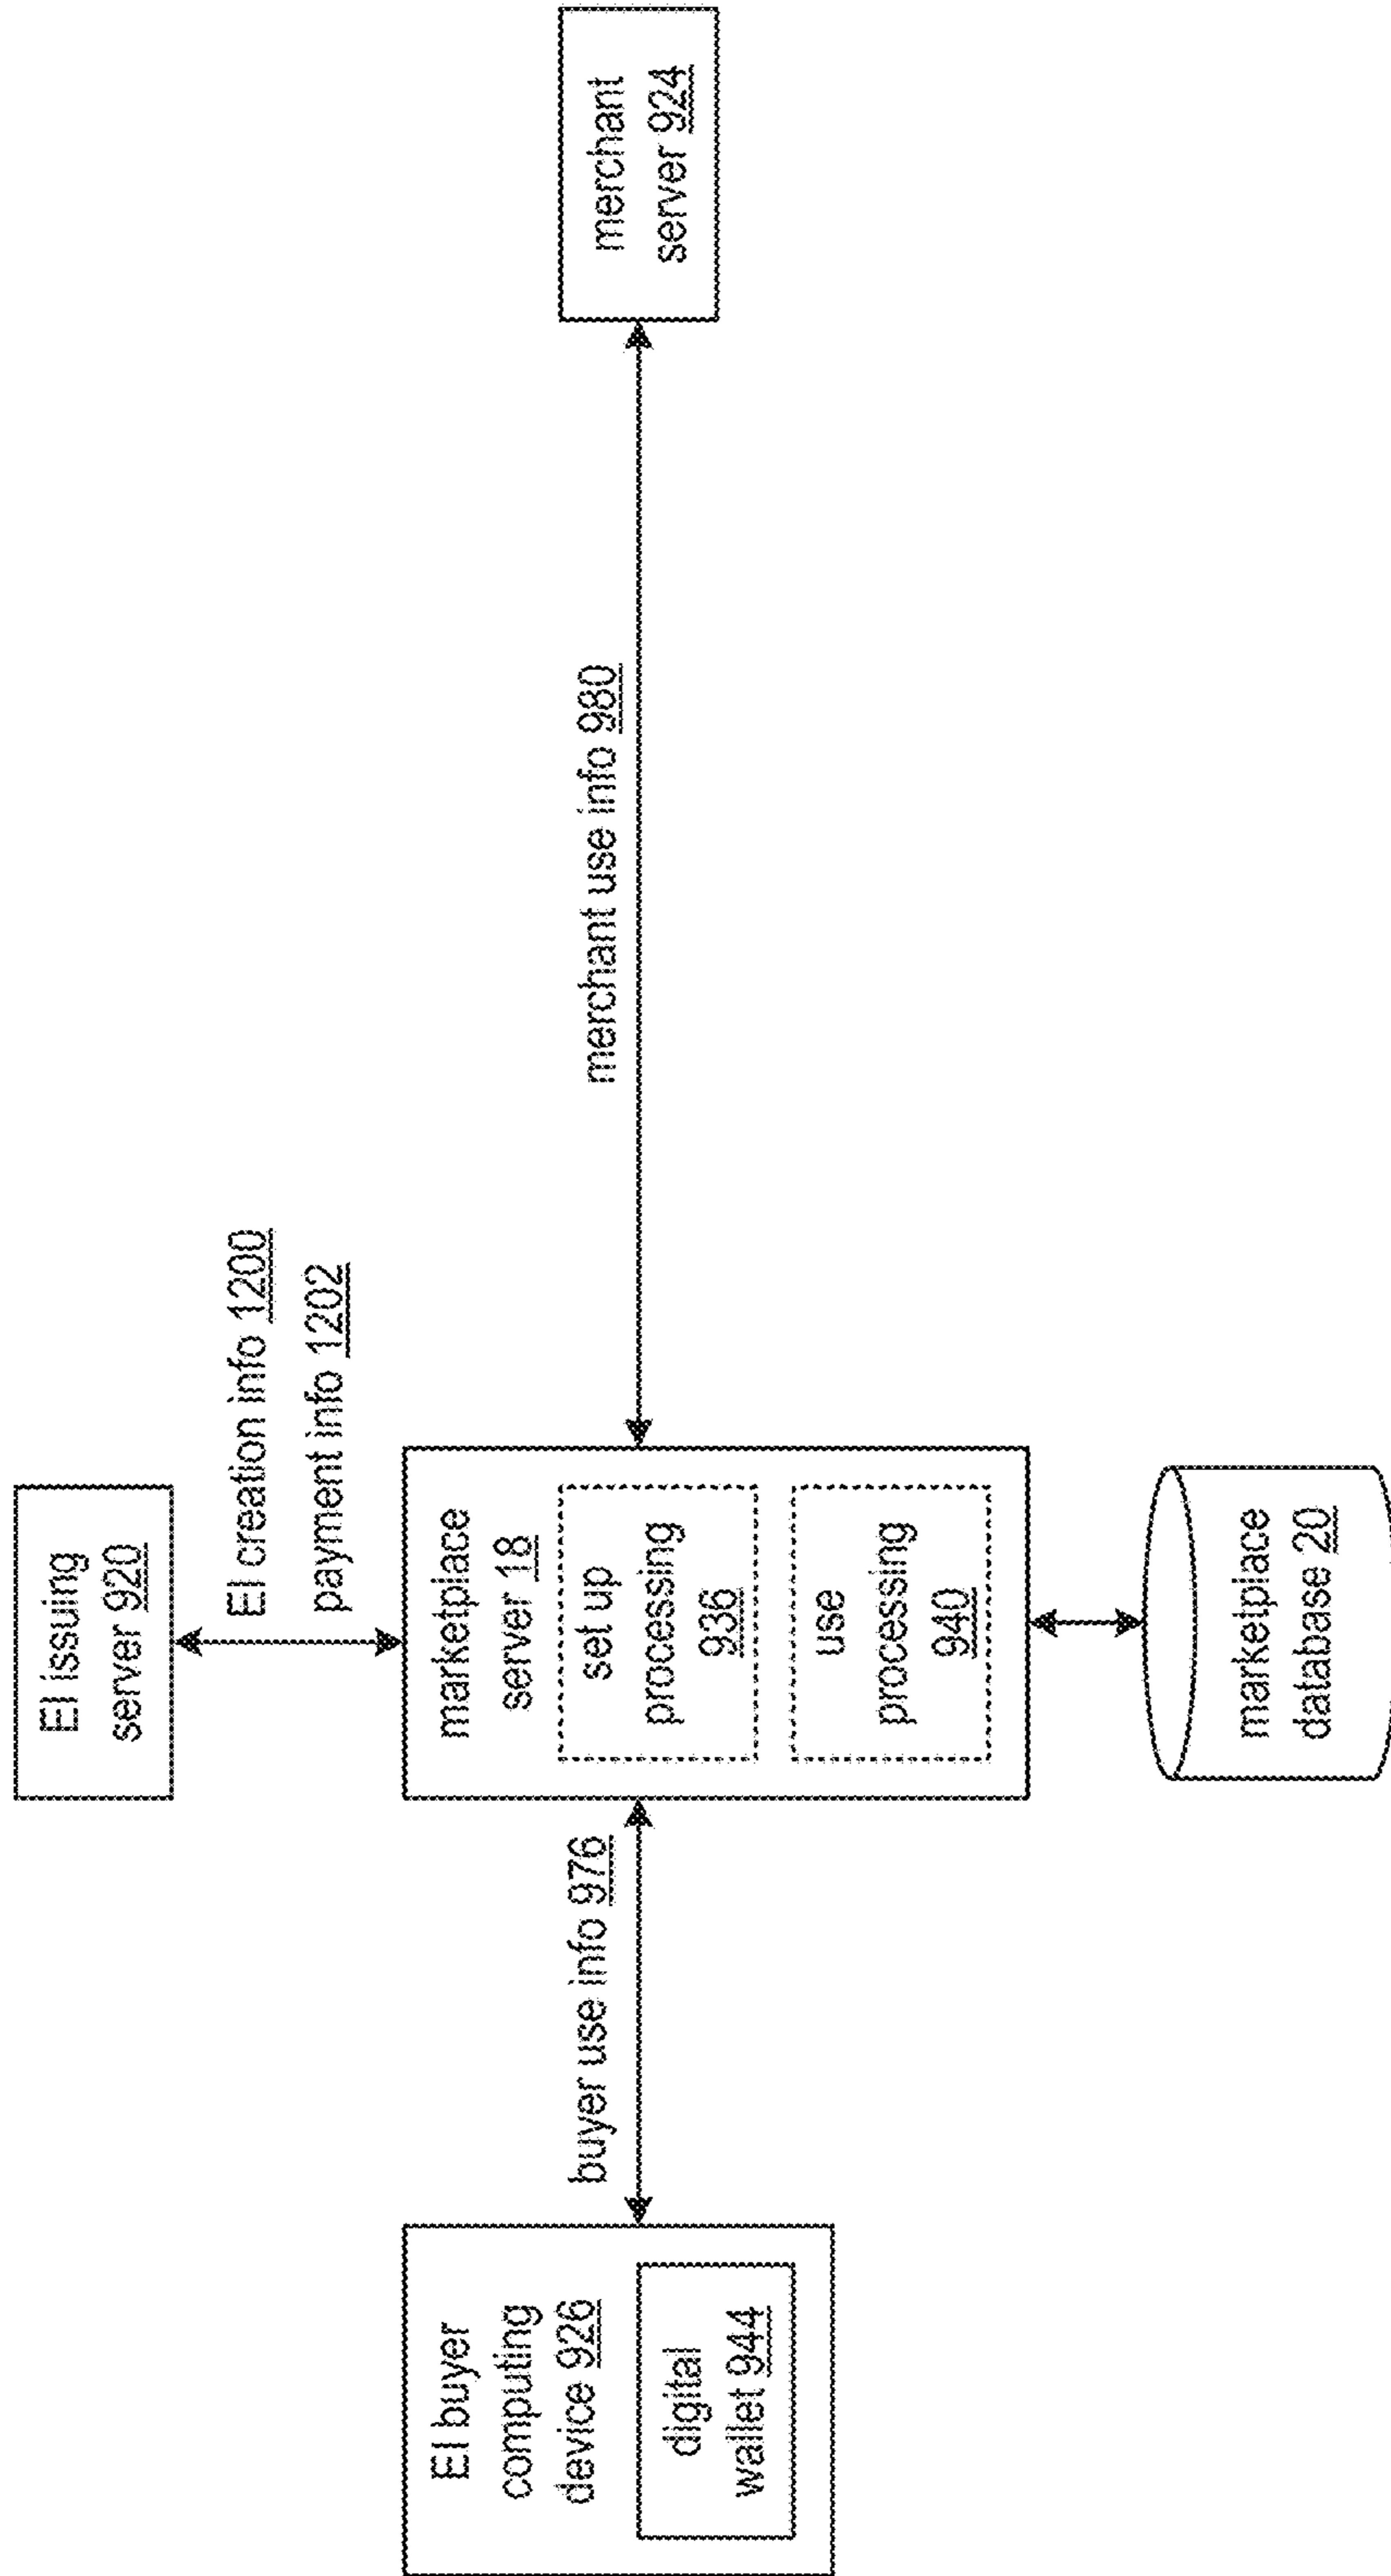 EI issuing
server 920
EI creation info 1200
payment info 1202
EI buyer
computing
device 926
digital
wallet 944
buyer use info 976
marketplace
server 18
set up
processing
936
use
processing
940
merchant use info 980
merchant
server 924
marketplace
database 20